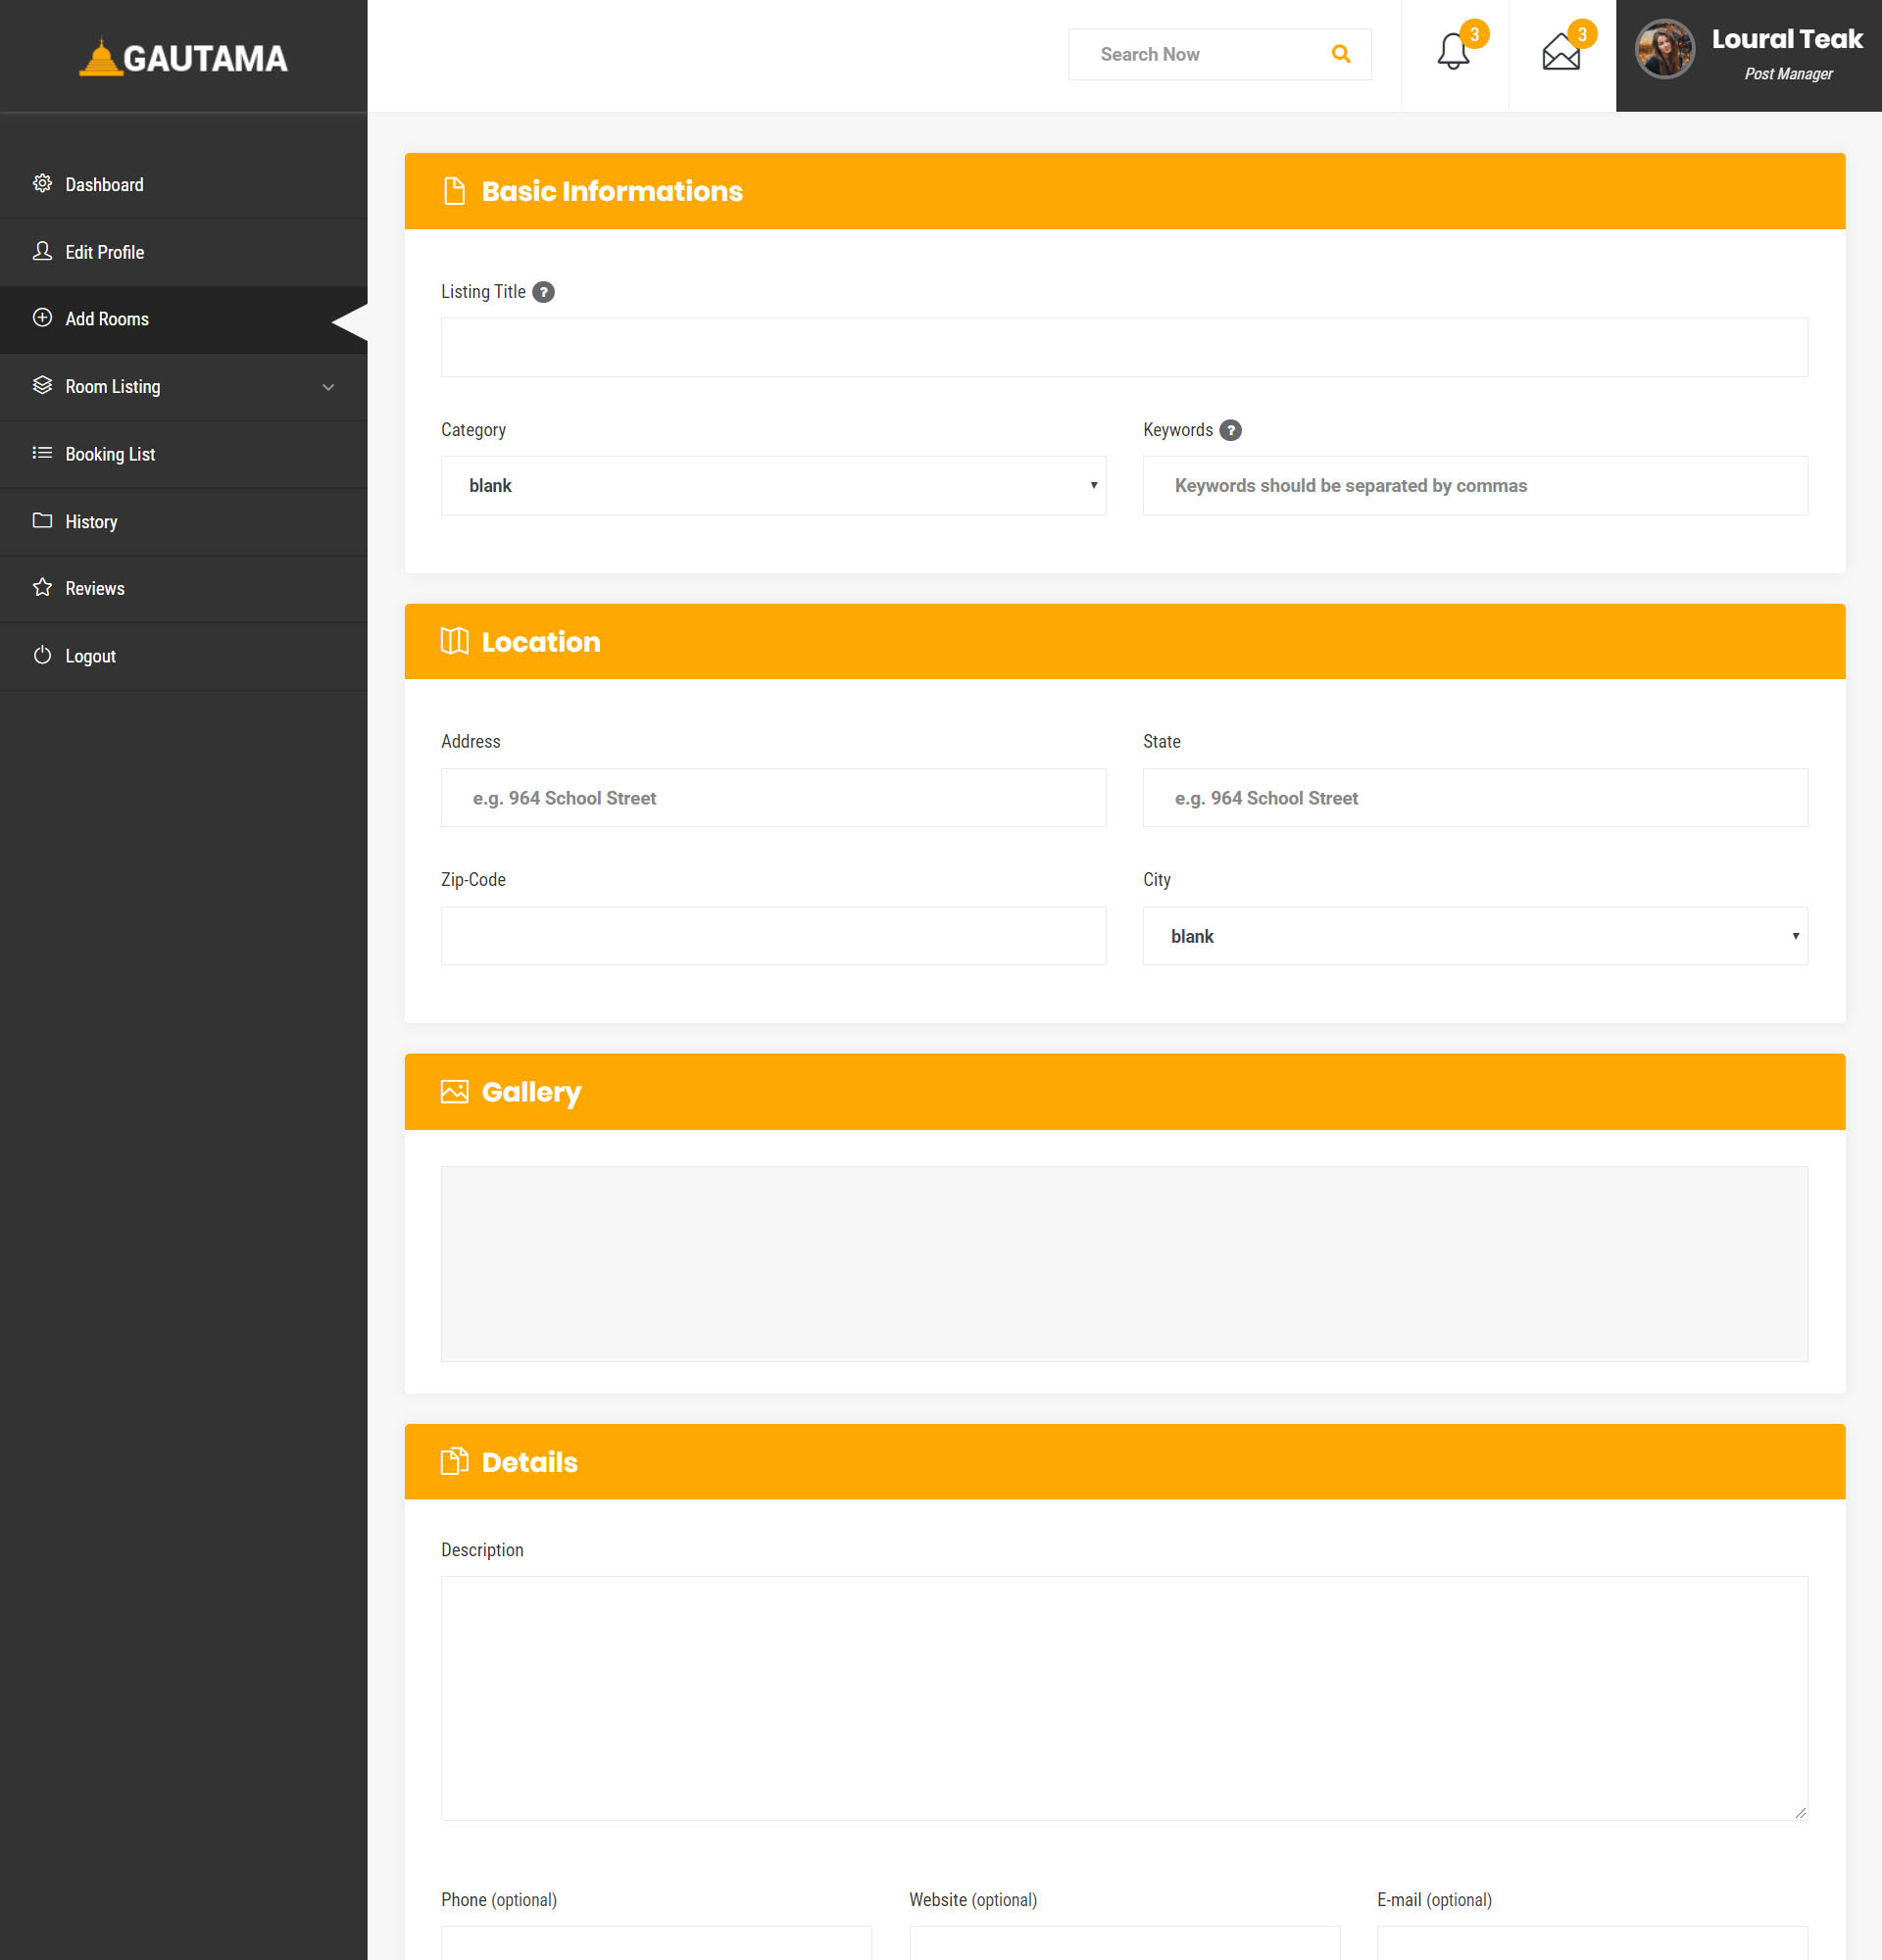 GAUTAMA
Search Now
3
3
Loural Teak
Post Manager
Dashboard
Edit Profile
Add Rooms
Room Listing
Booking List
History
Reviews
Logout
Basic Informations
Listing Title ?
Category
Keywords ?
blank
Keywords should be separated by commas
Location
Address
State
e.g. 964 School Street
e.g. 964 School Street
Zip-Code
City
blank
Gallery
Details
Description
Phone (optional)
Website (optional)
E-mail (optional)